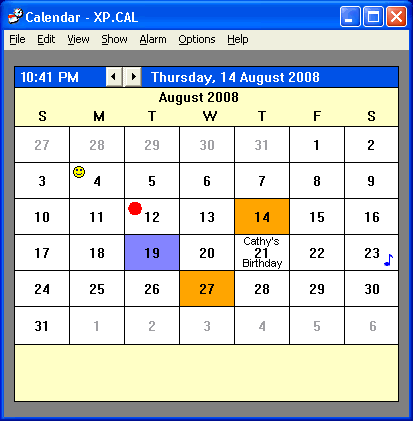 Calendar - XP.CAL
File Edit View Show Alarm Options Help
10:41 PM Thursday, 14 August 2008
August 2008
S M T W T F S
27 28 29 30 31 1 2
3 4 5 6 7 8 9
10 11 12 13 14 15 16
Cathy's
17 18 19 20 21 22 23
Birthday
24 25 26 27 28 29 30
31 1 2 3 4 5 6